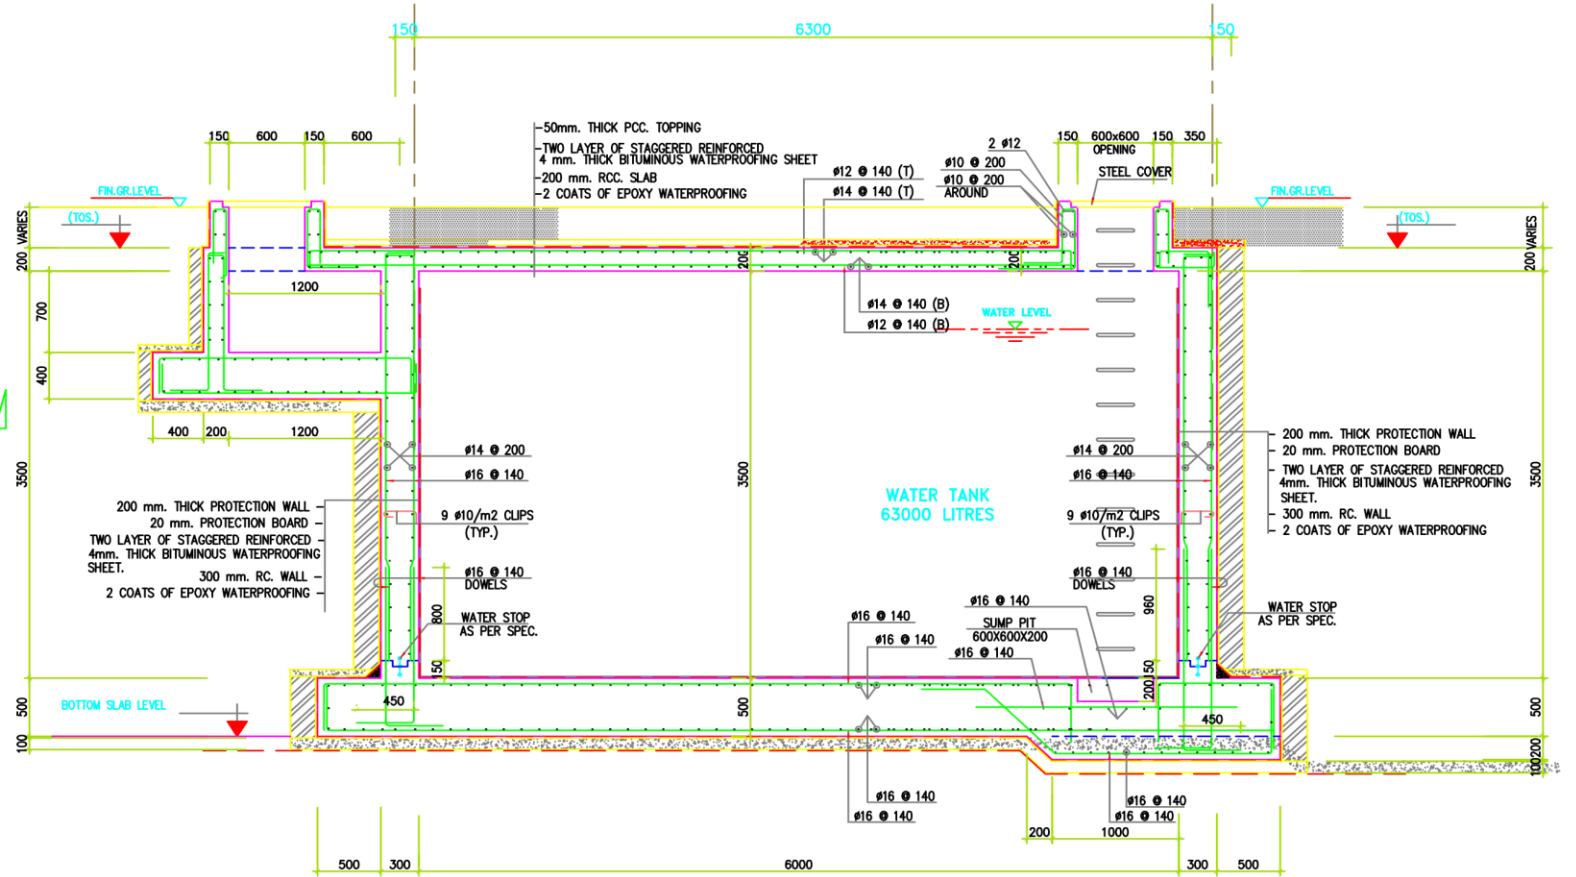 150
6300
150
150
600
150
600
-50mm. THICK PCC. TOPPING
-TWO LAYER OF STAGGERED REINFORCED
4 mm. THICK BITUMINOUS WATERPROOFING SHEET
-200 mm. RCC. SLAB
-2 COATS OF EPOXY WATERPROOFING
ø12 @ 140 (T)
ø14 @ 140 (T)
2 ø12
ø10 @ 200
ø10 @ 200
AROUND
150
600x600
OPENING
150
350
STEEL COVER
FIN.GR.LEVEL
(TOS.)
FIN.GR.LEVEL
(TOS.)
VARIES
200
200
200
200 VARIES
1200
700
400
ø14 @ 140 (B)
ø12 @ 140 (B)
WATER LEVEL
400
200
1200
3500
3500
3500
ø14 @ 200
ø16 @ 140
9 ø10/m2 CLIPS
(TYP.)
ø16 @ 140
DOWELS
WATER STOP
AS PER SPEC.
WATER TANK
63000 LITRES
ø14 @ 200
ø16 @ 140
9 ø10/m2 CLIPS
(TYP.)
ø16 @ 140
DOWELS
WATER STOP
AS PER SPEC.
200 mm. THICK PROTECTION WALL -
20 mm. PROTECTION BOARD -
TWO LAYER OF STAGGERED REINFORCED -
4mm. THICK BITUMINOUS WATERPROOFING
SHEET.
300 mm. RC. WALL -
2 COATS OF EPOXY WATERPROOFING -
- 200 mm. THICK PROTECTION WALL
- 20 mm. PROTECTION BOARD
- TWO LAYER OF STAGGERED REINFORCED
4mm. THICK BITUMINOUS WATERPROOFING
SHEET.
- 300 mm. RC. WALL
- 2 COATS OF EPOXY WATERPROOFING
800
150
960
150
200
ø16 @ 140
ø16 @ 140
ø16 @ 140
SUMP PIT
600X600X200
ø16 @ 140
450
450
BOTTOM SLAB LEVEL
500
100
500
500
200
100
ø16 @ 140
ø16 @ 140
ø16 @ 140
ø16 @ 140
200
1000
500
300
6000
300
500